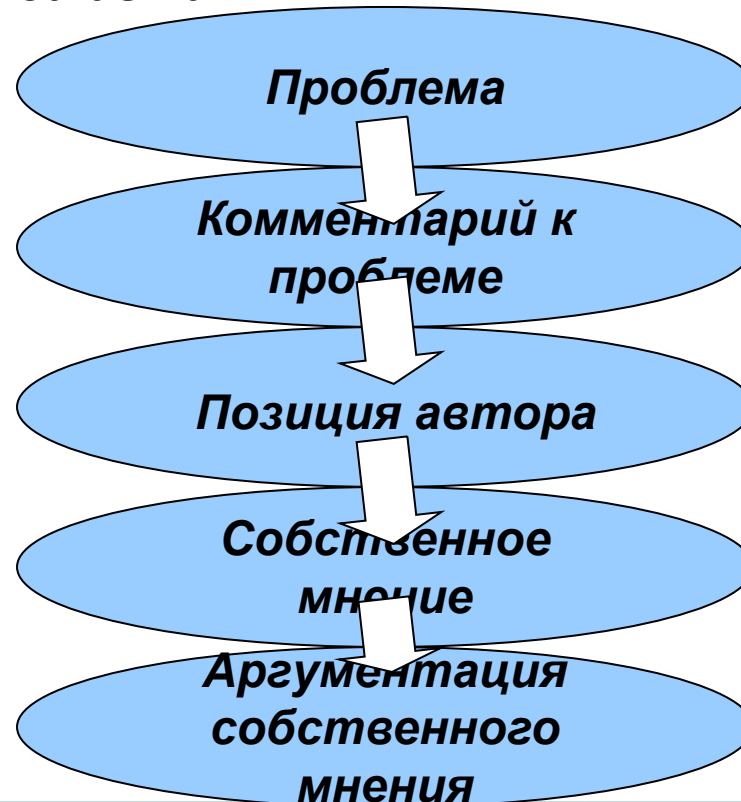 Проблема
Комментарий к
проблеме
Позиция автора
Собственное
мнение
Аргументация
собственного
мнения